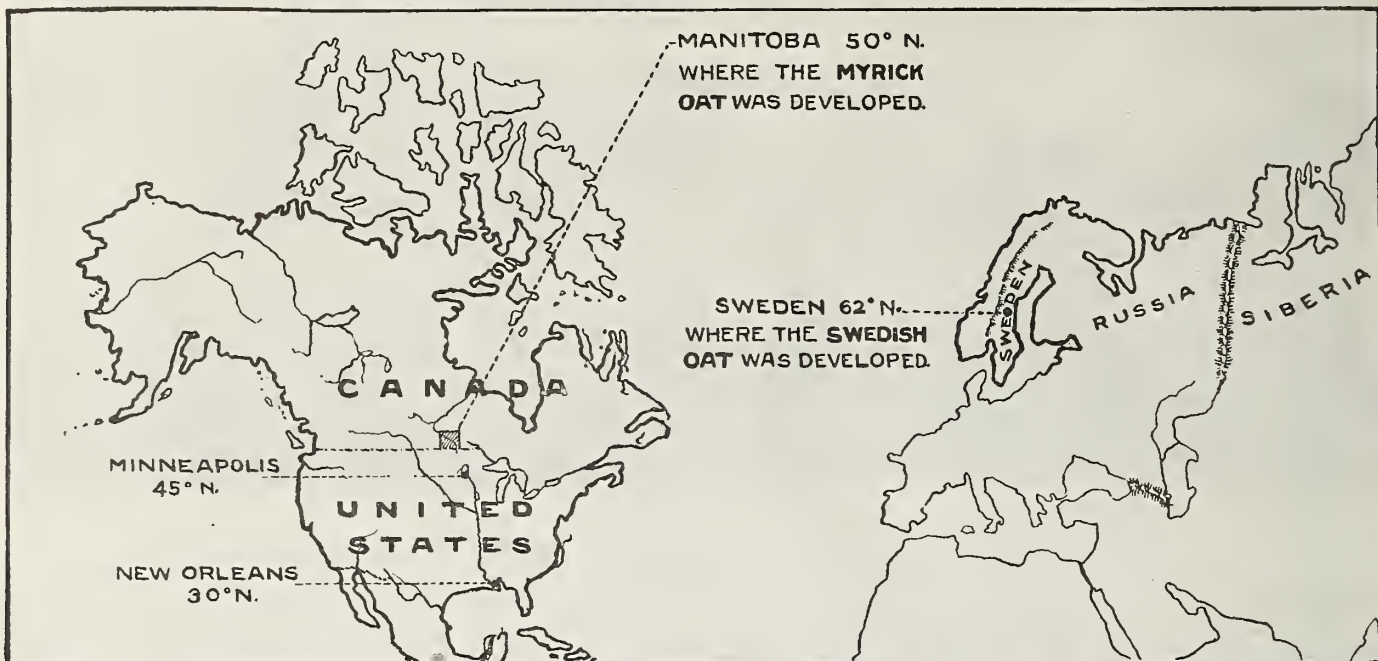 MANITOBA 50° N.
WHERE THE MYRICK
OAT WAS DEVELOPED.
SWEDEN 62° N.
WHERE THE SWEDISH
OAT WAS DEVELOPED.
SWEDEN
RUSSIA
SIBERIA
CANADA
MINNEAPOLIS
45° N.
UNITED
STATES
NEW ORLEANS
30° N.